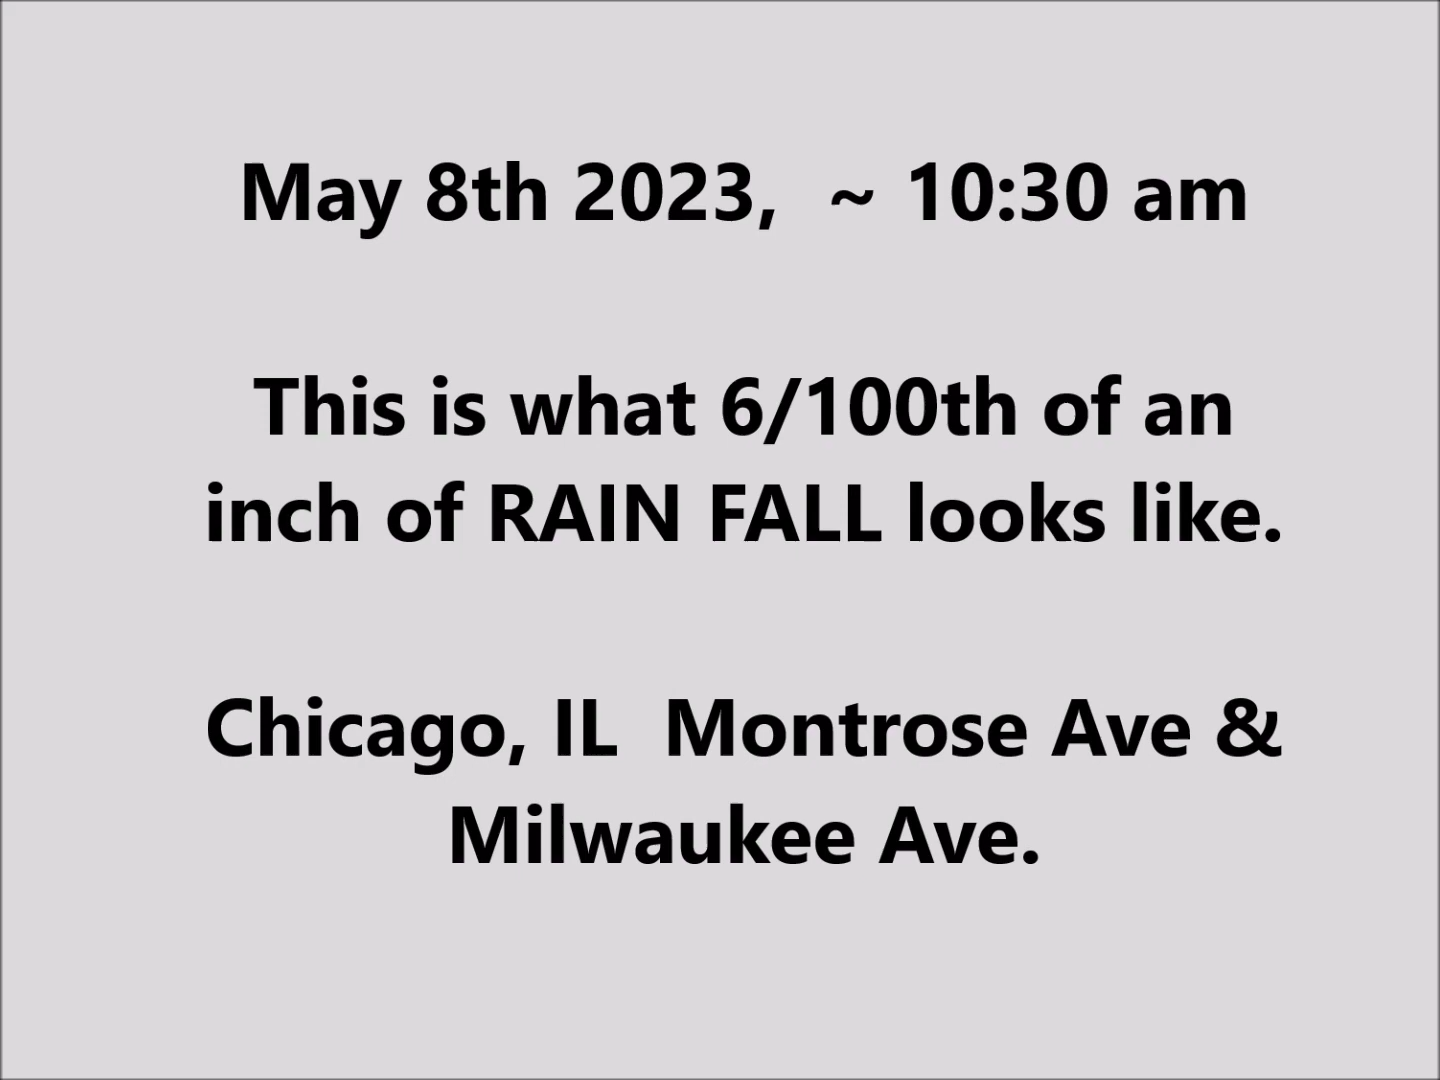 May 8th 2023,  ~ 10:30 am
This is what 6/100th of an
inch of RAIN FALL looks like.
Chicago, IL  Montrose Ave &
Milwaukee Ave.